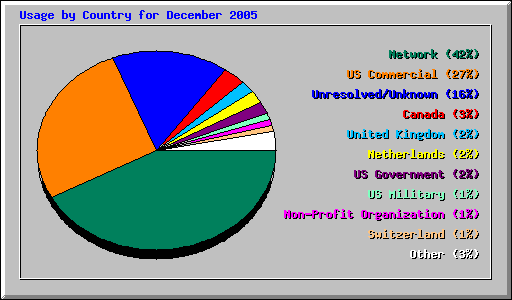 Usage by Country for December 2005
Network (42%)
US Commercial (27%)
Unresolved/Unknown (16%)
Canada (3%)
United Kingdom (2%)
Netherlands (2%)
US Government (2%)
US Military (1%)
Non-Profit Organization (1%)
Switzerland (1%)
Other (3%)